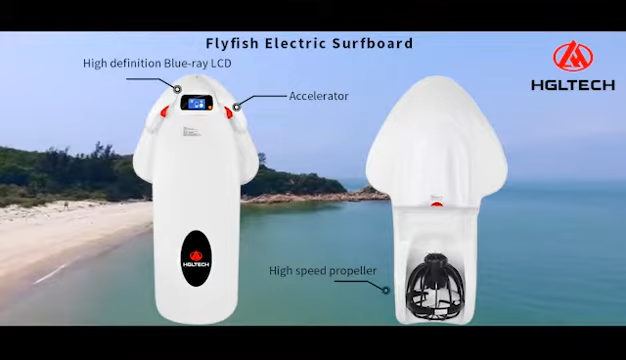 Flyfish Electric Surfboard
High definition Blue-ray LCD
Accelerator
HGLTECH
HGLTECH
High speed propeller